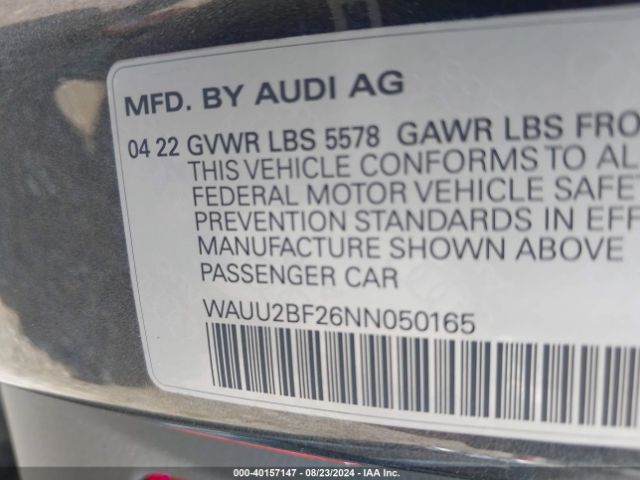 MFD. BY AUDI AG
04 22 GVWR LBS 5578 GAWR LBS FRO
THIS VEHICLE CONFORMS TO AL
FEDERAL MOTOR VEHICLE SAFET
PREVENTION STANDARDS IN EFF
MANUFACTURE SHOWN ABOVE
PASSENGER CAR
WAUU2BF26NN050165
000-40157147 - 08/23/2024 - IAA Inc.